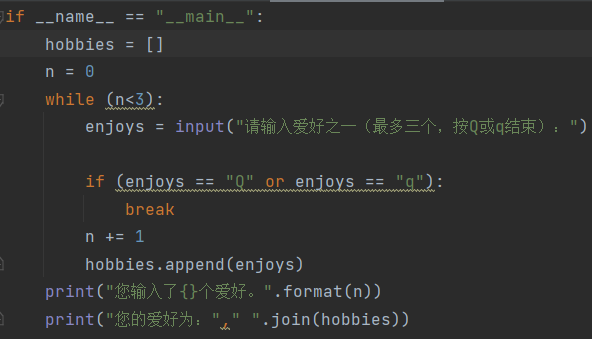 if __name__ == "__main__":
    hobbies = []
    n = 0
    while (n<3):
        enjoys = input("请输入爱好之一（最多三个，按Q或q结束）：")
        if (enjoys == "Q" or enjoys == "q"):
            break
        n += 1
        hobbies.append(enjoys)
    print("您输入了{}个爱好。".format(n))
    print("您的爱好为："," ".join(hobbies))